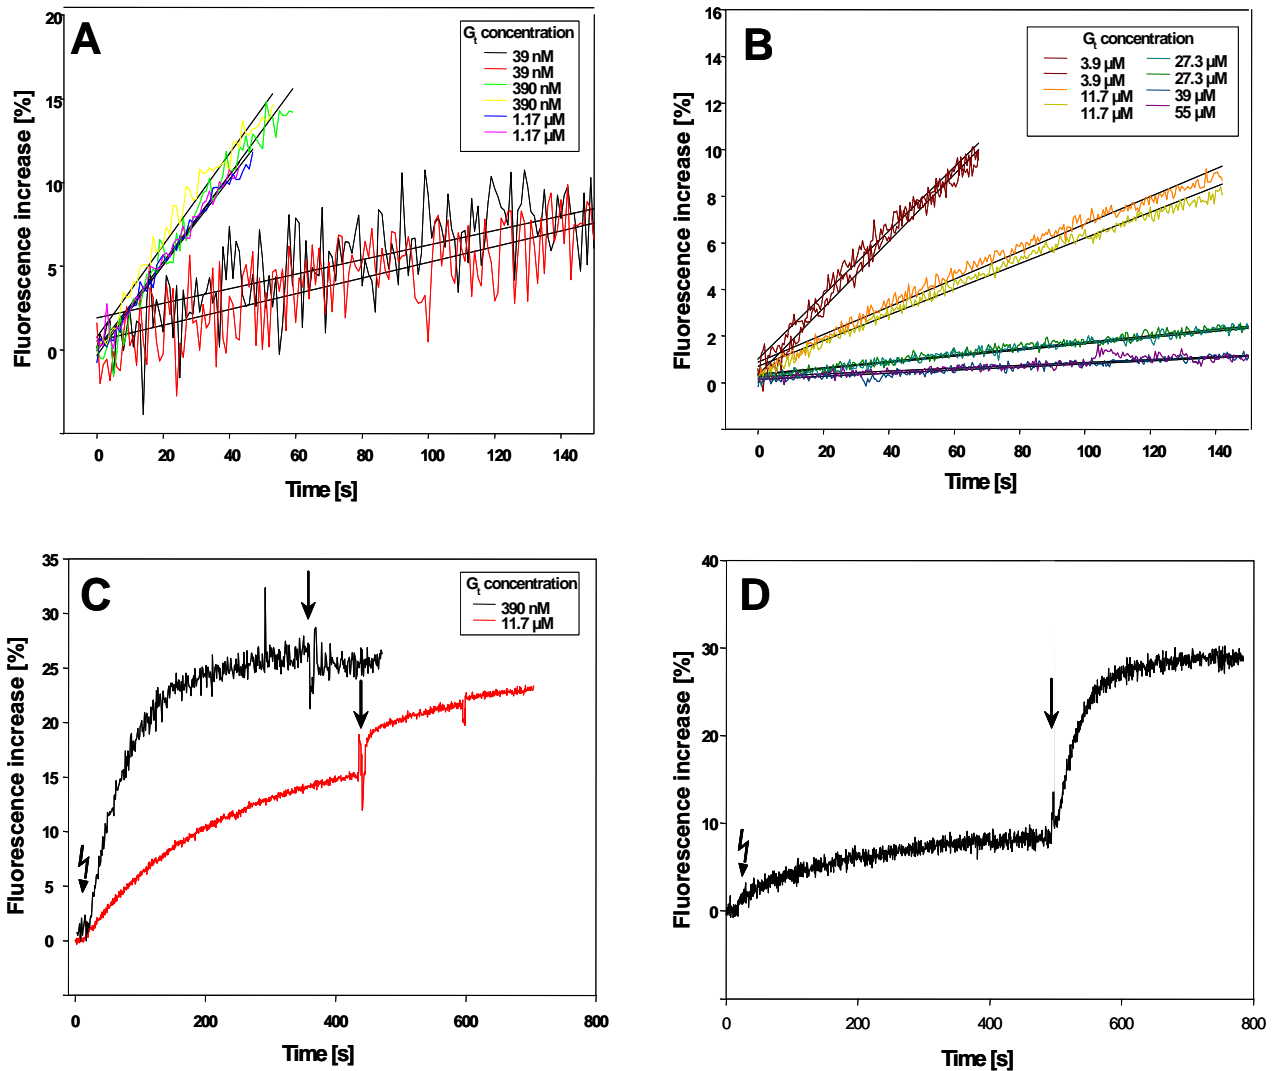 A
20
15
10
5
0
Fluorescence increase [%]
Gt concentration
39 nM
39 nM
390 nM
390 nM
1.17 µM
1.17 µM
0 20 40 60 80 100 120 140
Time [s]
B
16
14
12
10
8
6
4
2
0
Fluorescence increase [%]
Gt concentration
3.9 µM 27.3 µM
3.9 µM 27.3 µM
11.7 µM 39 µM
11.7 µM 55 µM
0 20 40 60 80 100 120 140
Time [s]
C
35
30
25
20
15
10
5
0
Fluorescence increase [%]
Gt concentration
390 nM
11.7 µM
0 200 400 600 800
Time [s]
D
40
30
20
10
0
Fluorescence increase [%]
0 200 400 600 800
Time [s]